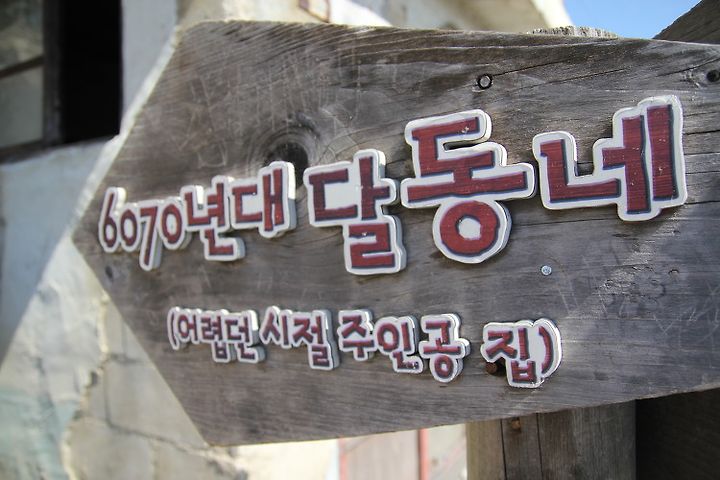 6070년대 달동네
(어렵던 시절 주인공 집)